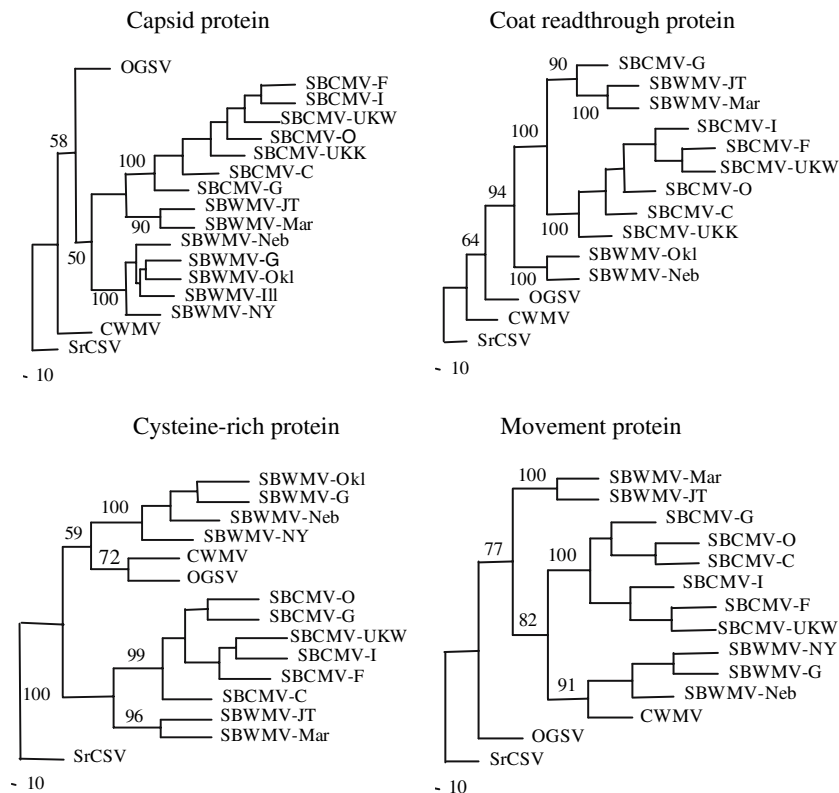 Capsid protein
OGSV
SBCMV-F
SBCMV-I
SBCMV-UKW
SBCMV-O
SBCMV-UKK
SBCMV-C
SBCMV-G
SBWMV-JT
SBWMV-Mar
SBWMV-Neb
SBWMV-G
SBWMV-Okl
SBWMV-Ill
SBWMV-NY
CWMV
SrCSV
58
100
90
50
100
- 10
Coat readthrough protein
SBCMV-G
SBWMV-JT
SBWMV-Mar
SBCMV-I
SBCMV-F
SBCMV-UKW
SBCMV-O
SBCMV-C
SBCMV-UKK
SBWMV-Okl
SBWMV-Neb
OGSV
CWMV
SrCSV
90
100
100
94
100
64
100
- 10
Cysteine-rich protein
SBWMV-Okl
SBWMV-G
SBWMV-Neb
SBWMV-NY
CWMV
OGSV
SBCMV-O
SBCMV-G
SBCMV-UKW
SBCMV-I
SBCMV-F
SBCMV-C
SBWMV-JT
SBWMV-Mar
SrCSV
100
59
72
99
100
96
- 10
Movement protein
SBWMV-Mar
SBWMV-JT
SBCMV-G
SBCMV-O
SBCMV-C
SBCMV-I
SBCMV-F
SBCMV-UKW
SBWMV-NY
SBWMV-G
SBWMV-Neb
CWMV
OGSV
SrCSV
100
77
100
82
91
- 10